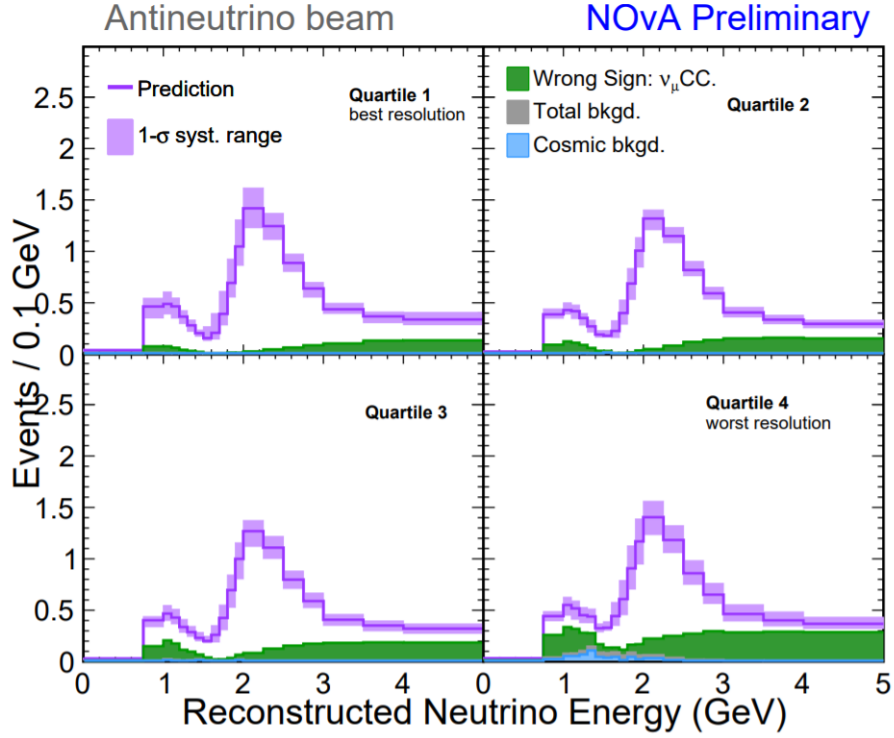 Antineutrino beam
NOvA Preliminary
Events / 0.1 GeV
2.5
2
1.5
1
0.5
0
Prediction
1-σ syst. range
Quartile 1
best resolution
Wrong Sign: νμCC.
Total bkgd.
Cosmic bkgd.
Quartile 2
2.5
2
1.5
1
0.5
0
Quartile 3
Quartile 4
worst resolution
0 1 2 3 4 0 1 2 3 4 5
Reconstructed Neutrino Energy (GeV)